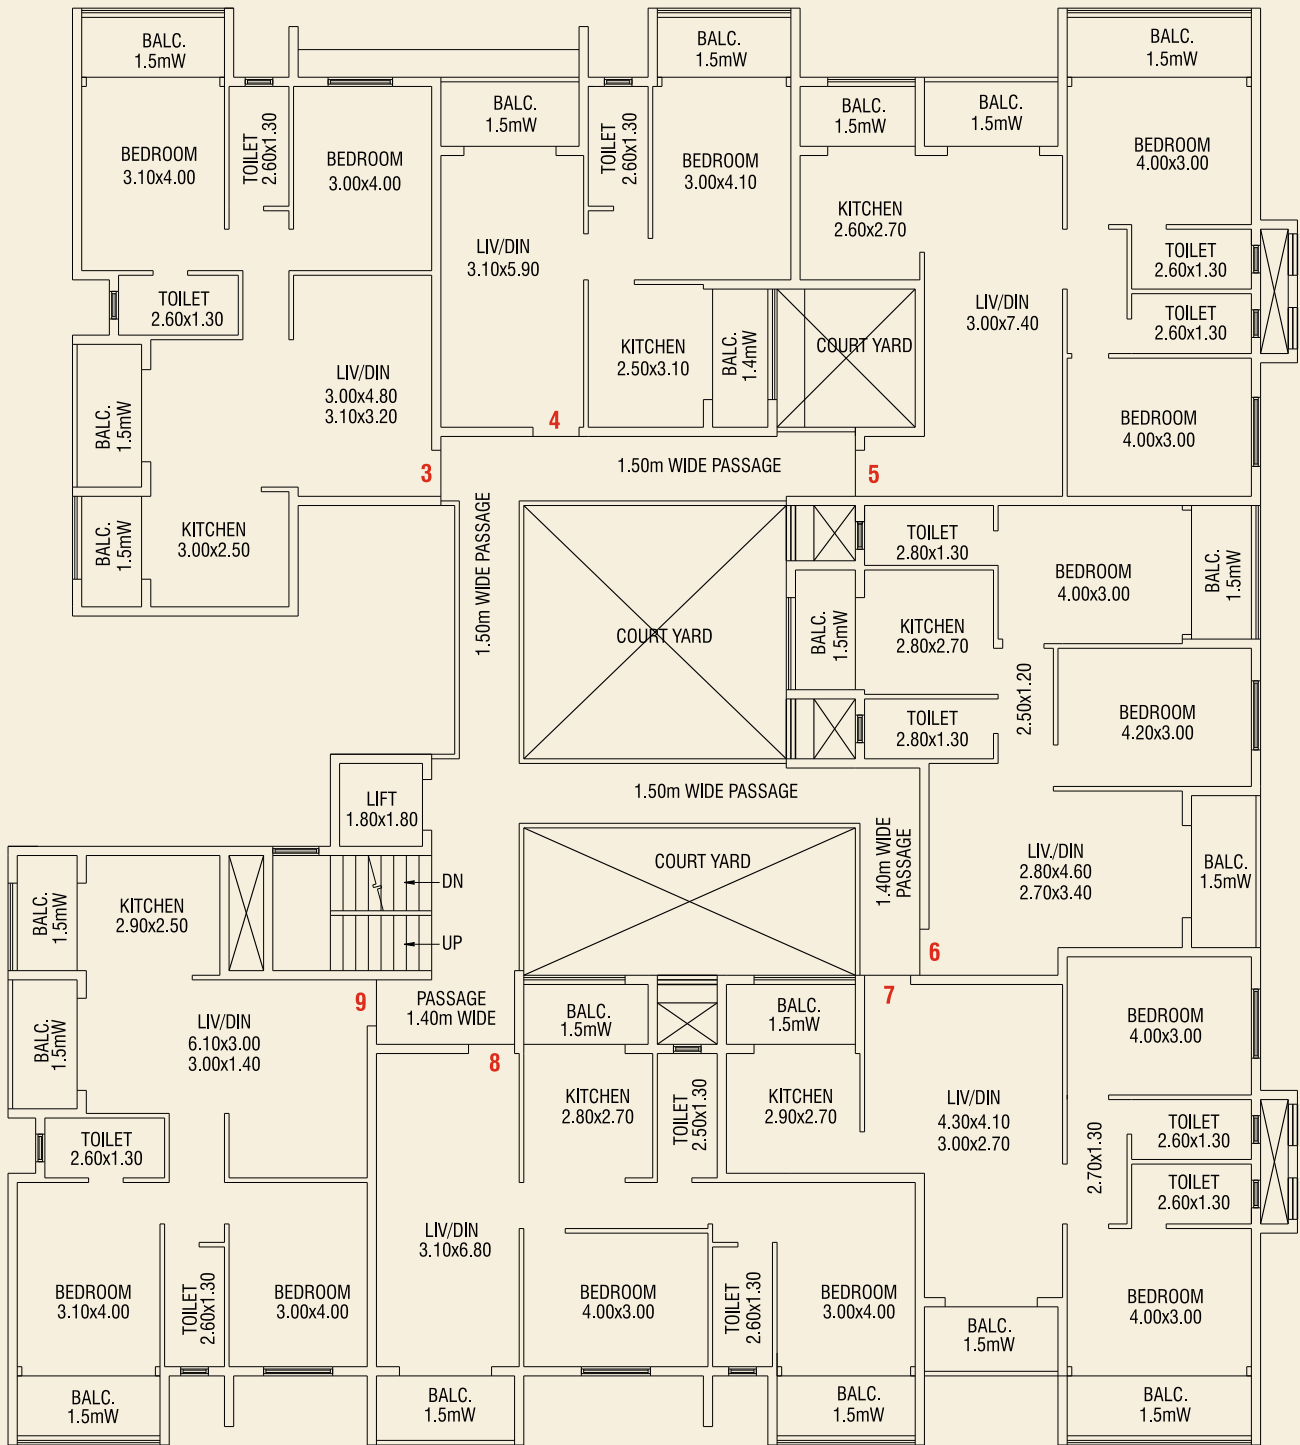 BALC.
1.5mW
BEDROOM
3.10x4.00
TOILET
2.60x1.30
BEDROOM
3.00x4.00
TOILET
2.60x1.30
LIV/DIN
3.00x4.80
3.10x3.20
BALC.
1.5mW
BALC.
1.5mW
KITCHEN
3.00x2.50
3
BALC.
1.5mW
LIV/DIN
3.10x5.90
TOILET
2.60x1.30
BALC.
1.5mW
BEDROOM
3.00x4.10
KITCHEN
2.50x3.10
BALC.
1.4mW
4
COURT YARD
BALC.
1.5mW
BALC.
1.5mW
KITCHEN
2.60x2.70
LIV/DIN
3.00x7.40
BALC.
1.5mW
BEDROOM
4.00x3.00
TOILET
2.60x1.30
TOILET
2.60x1.30
BEDROOM
4.00x3.00
5
1.50m WIDE PASSAGE
1.50m WIDE PASSAGE
COURT YARD
TOILET
2.80x1.30
BEDROOM
4.00x3.00
BALC.
1.5mW
BALC.
1.5mW
KITCHEN
2.80x2.70
TOILET
2.80x1.30
2.50x1.20
BEDROOM
4.20x3.00
1.50m WIDE PASSAGE
LIV./DIN
2.80x4.60
2.70x3.40
BALC.
1.5mW
1.40m WIDE
PASSAGE
6
LIFT
1.80x1.80
DN
UP
COURT YARD
BALC.
1.5mW
KITCHEN
2.90x2.50
BALC.
1.5mW
LIV/DIN
6.10x3.00
3.00x1.40
9
PASSAGE
1.40m WIDE
TOILET
2.60x1.30
BEDROOM
3.10x4.00
TOILET
2.60x1.30
BEDROOM
3.00x4.00
BALC.
1.5mW
8
BALC.
1.5mW
KITCHEN
2.80x2.70
TOILET
2.50x1.30
LIV/DIN
3.10x6.80
BEDROOM
4.00x3.00
TOILET
2.60x1.30
BEDROOM
3.00x4.00
BALC.
1.5mW
BALC.
1.5mW
7
BALC.
1.5mW
KITCHEN
2.90x2.70
LIV/DIN
4.30x4.10
3.00x2.70
BEDROOM
4.00x3.00
TOILET
2.60x1.30
2.70x1.30
TOILET
2.60x1.30
BEDROOM
4.00x3.00
BALC.
1.5mW
BALC.
1.5mW